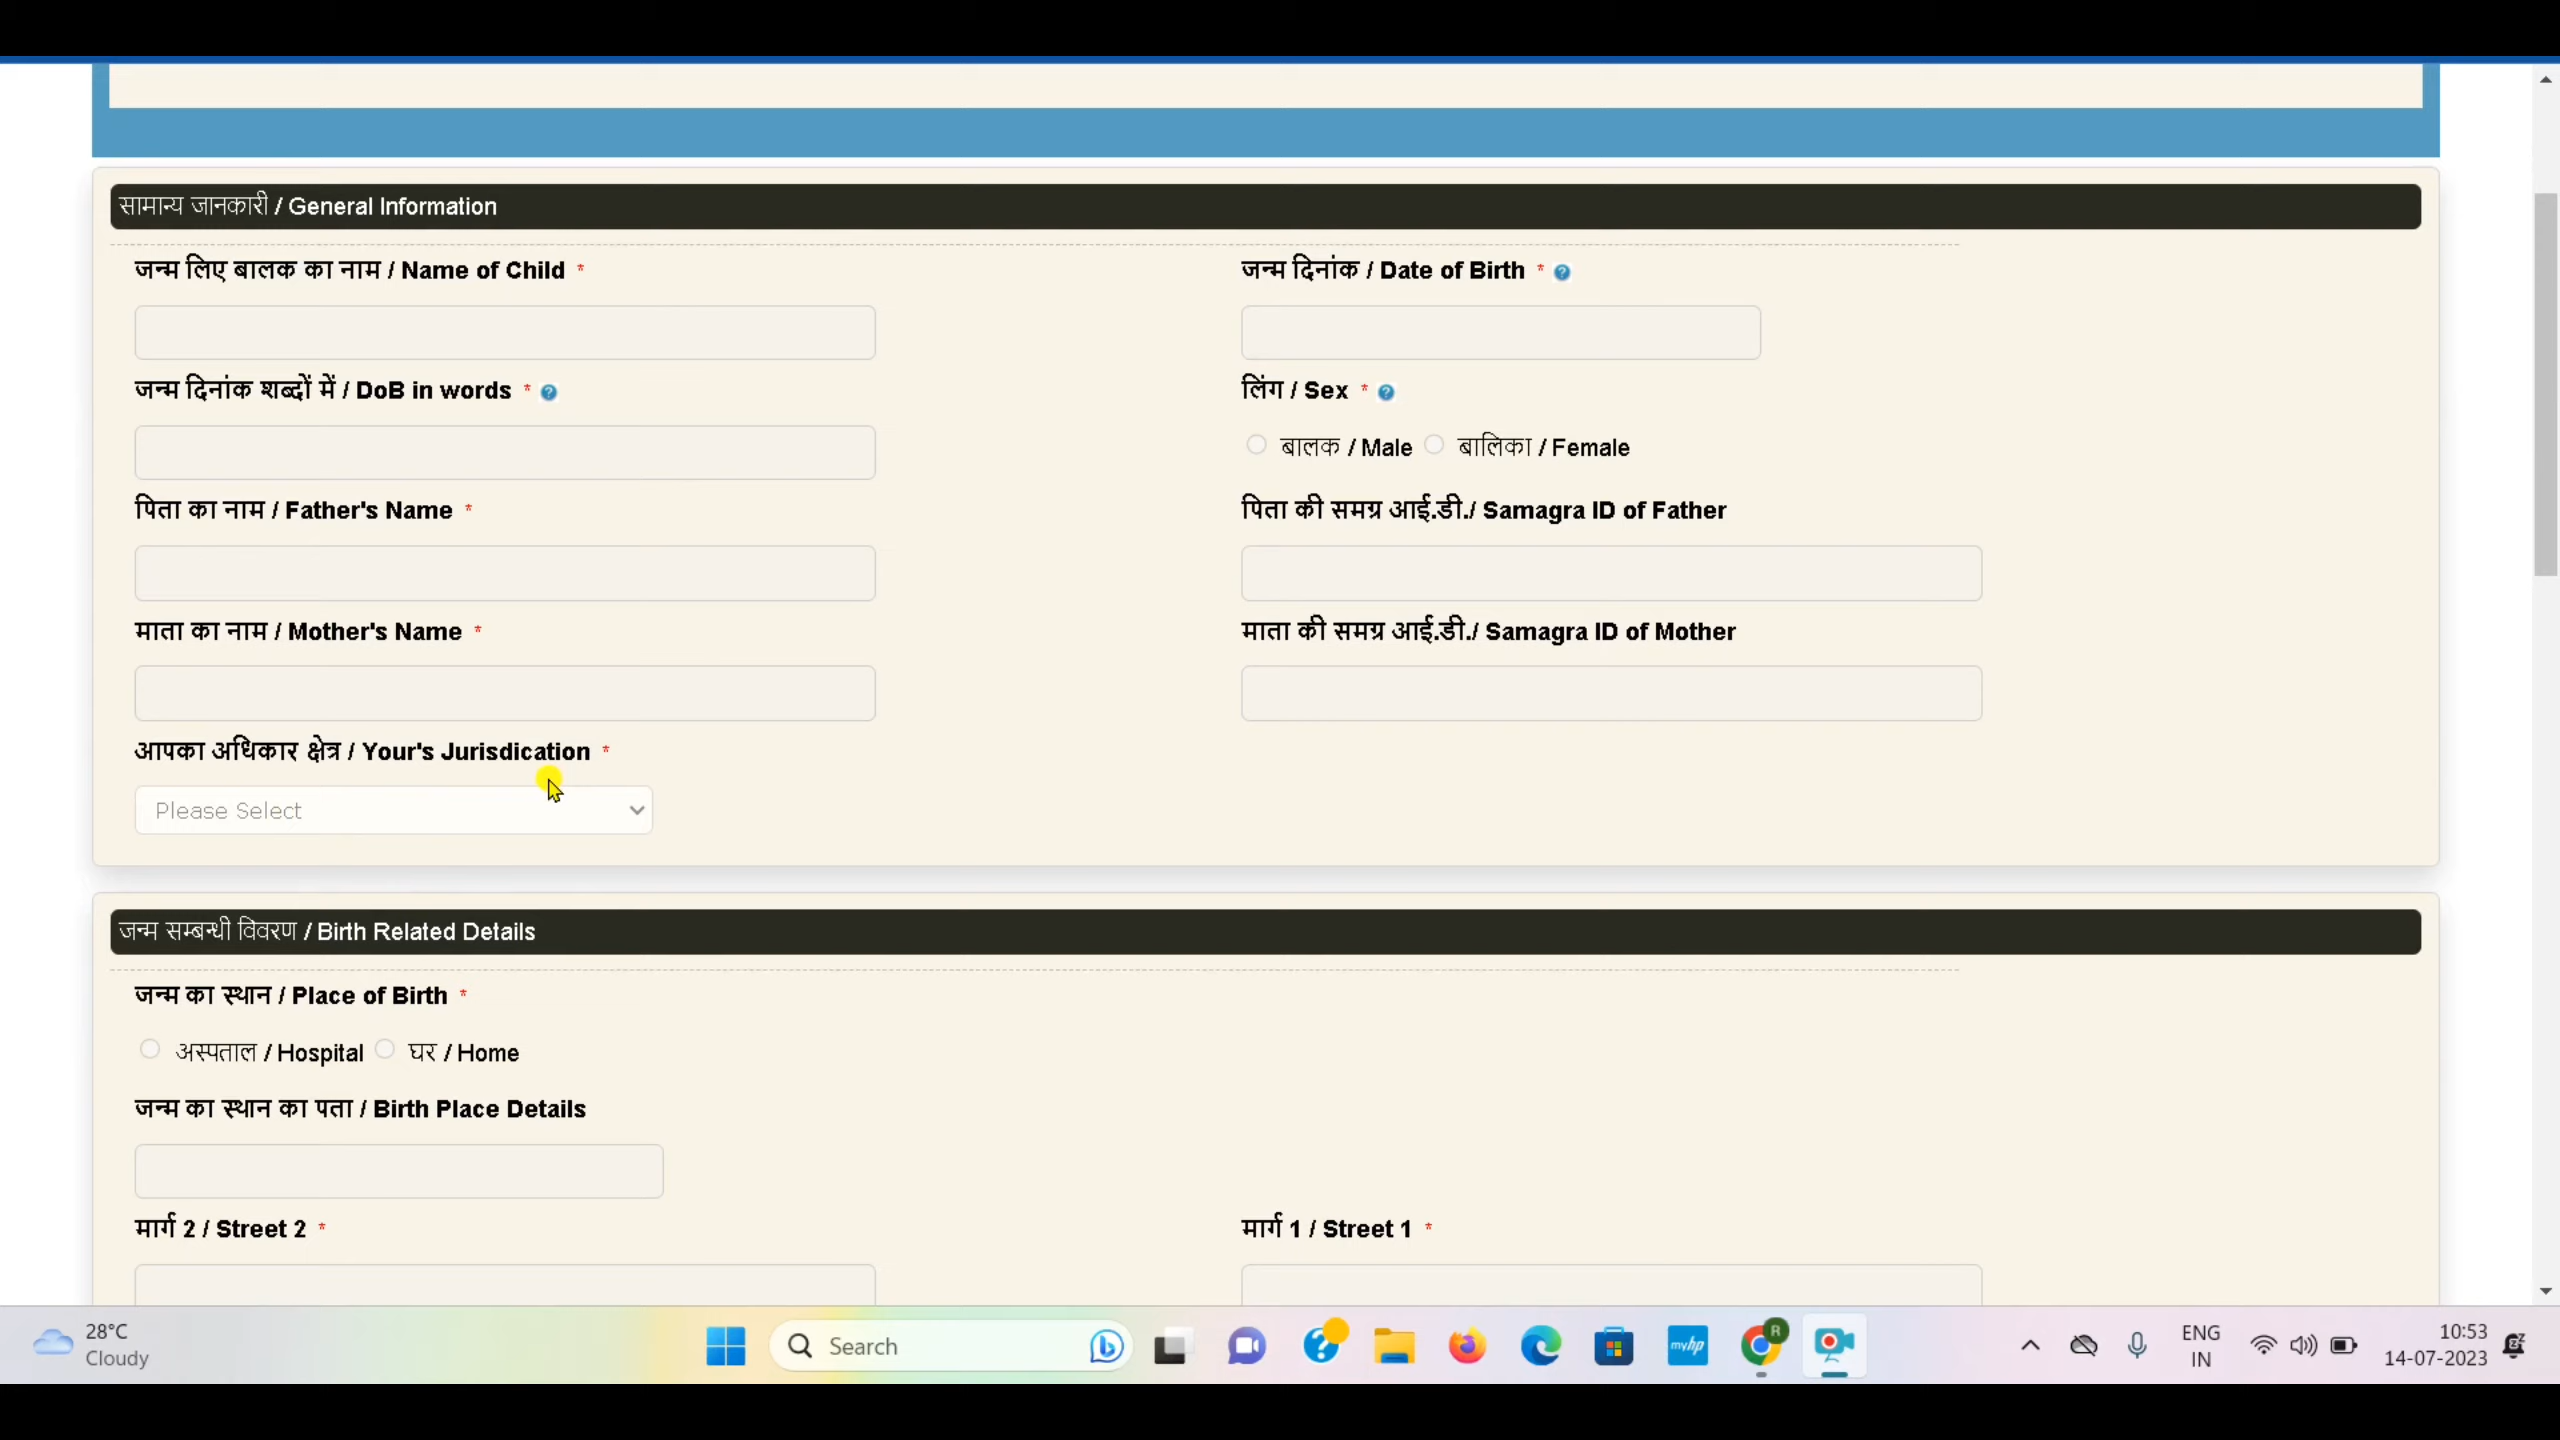 सामान्य जानकारी / General Information
जन्म लिए बालक का नाम / Name of Child *
जन्म दिनांक / Date of Birth * ?
जन्म दिनांक शब्दों में / DoB in words * ?
लिंग / Sex * ?
बालक / Male बालिका / Female
पिता का नाम / Father's Name *
पिता की समग्र आई.डी./ Samagra ID of Father
माता का नाम / Mother's Name *
माता की समग्र आई.डी./ Samagra ID of Mother
आपका अधिकार क्षेत्र / Your's Jurisdication *
Please Select
जन्म सम्बन्धी विवरण / Birth Related Details
जन्म का स्थान / Place of Birth *
अस्पताल / Hospital घर / Home
जन्म का स्थान का पता / Birth Place Details
मार्ग 2 / Street 2 *
मार्ग 1 / Street 1 *
28°C
Cloudy
Search
myhp
R
ENG
IN
10:53
14-07-2023